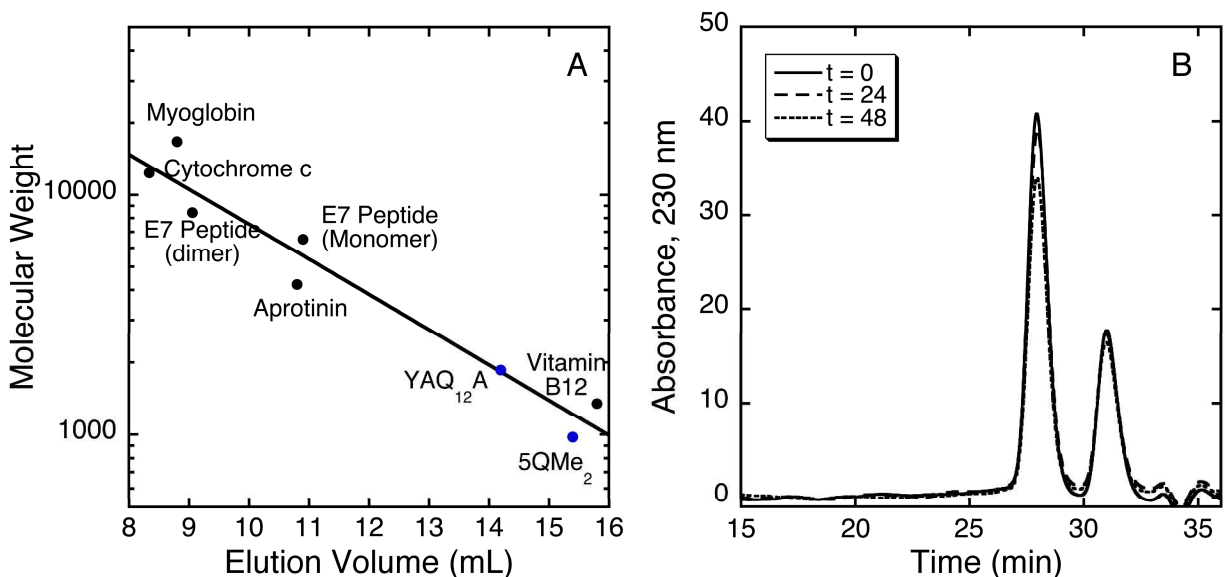 A
Molecular Weight
10000
1000
Myoglobin
Cytochrome c
E7 Peptide
(dimer)
E7 Peptide
(Monomer)
Aprotinin
YAQ₁₂A
Vitamin
B12
5QMe₂
8 9 10 11 12 13 14 15 16
Elution Volume (mL)
B
Absorbance, 230 nm
50
40
30
20
10
0
t = 0
t = 24
t = 48
15 20 25 30 35
Time (min)